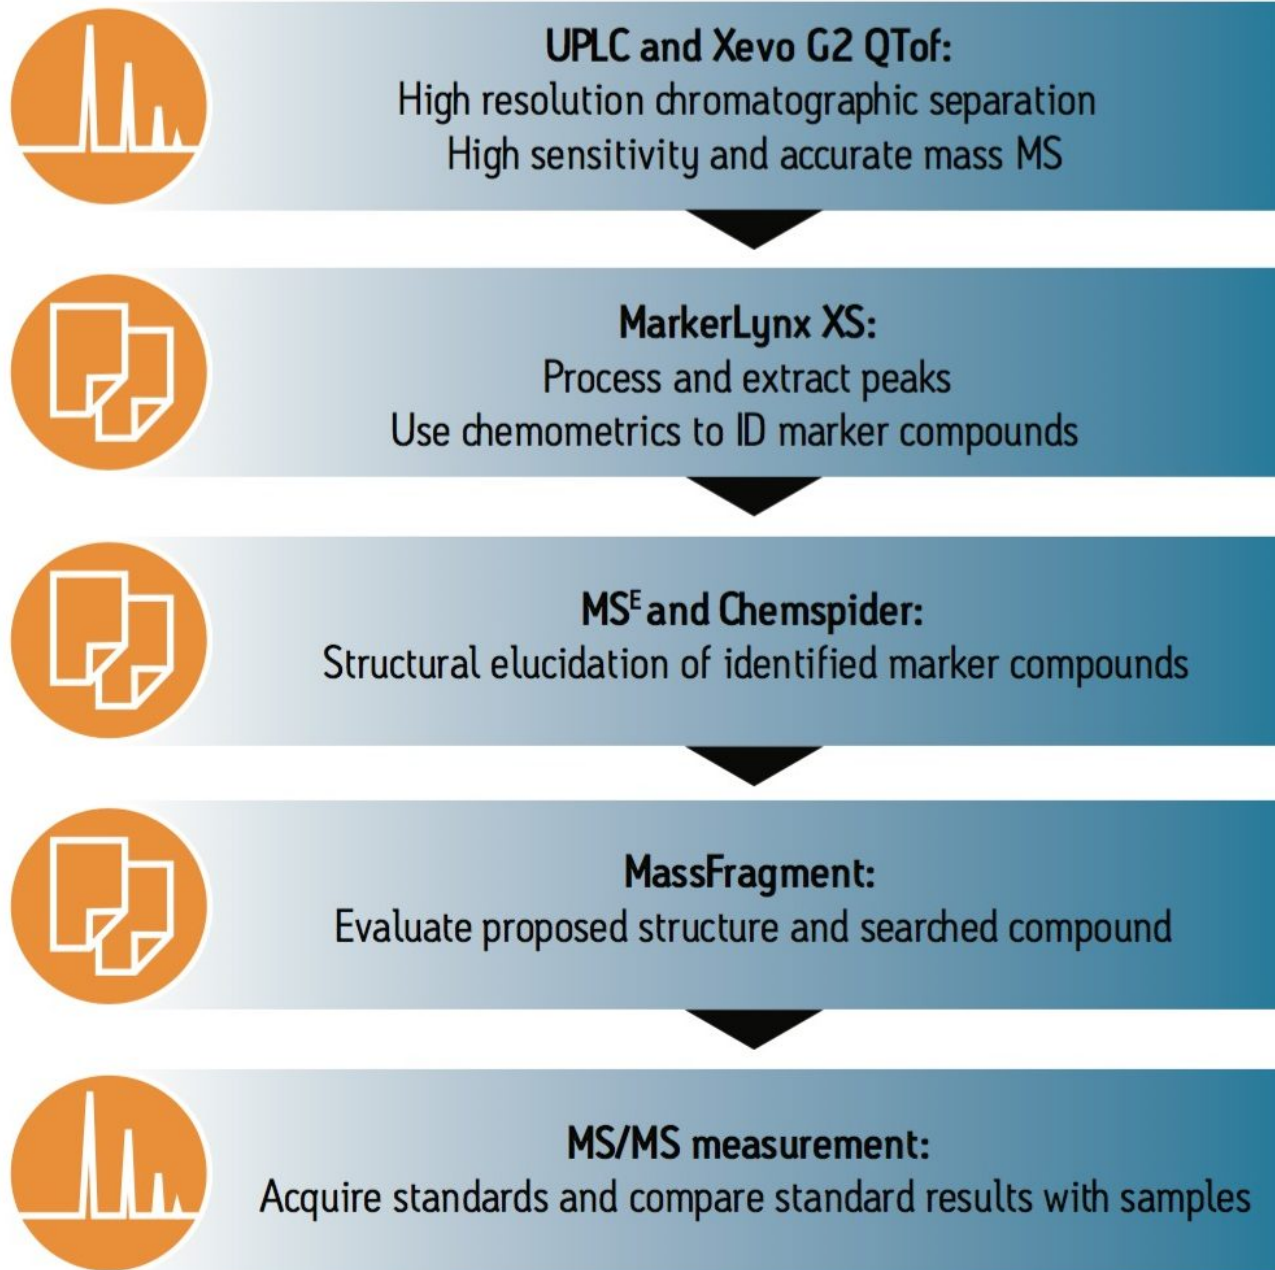 UPLC and Xevo G2 QTof:
High resolution chromatographic separation
High sensitivity and accurate mass MS
MarkerLynx XS:
Process and extract peaks
Use chemometrics to ID marker compounds
MSᴱ and Chemspider:
Structural elucidation of identified marker compounds
MassFragment:
Evaluate proposed structure and searched compound
MS/MS measurement:
Acquire standards and compare standard results with samples